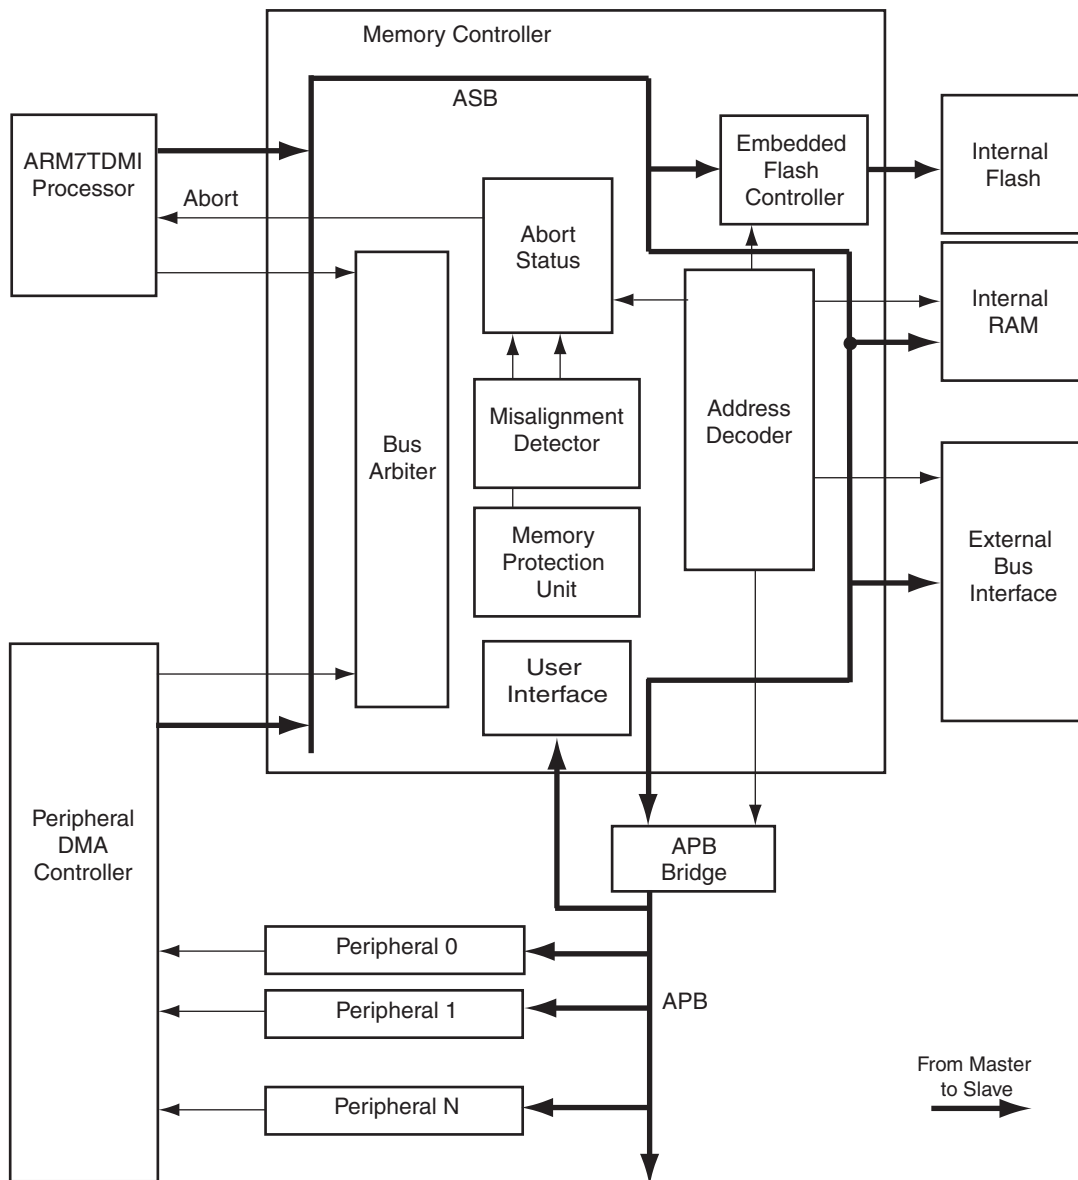 Memory Controller
ASB
ARM7TDMI
Processor
Abort
Embedded
Flash
Controller
Internal
Flash
Abort
Status
Internal
RAM
Bus
Arbiter
Misalignment
Detector
Address
Decoder
Memory
Protection
Unit
External
Bus
Interface
User
Interface
Peripheral
DMA
Controller
APB
Bridge
Peripheral 0
Peripheral 1
APB
Peripheral N
From Master
to Slave